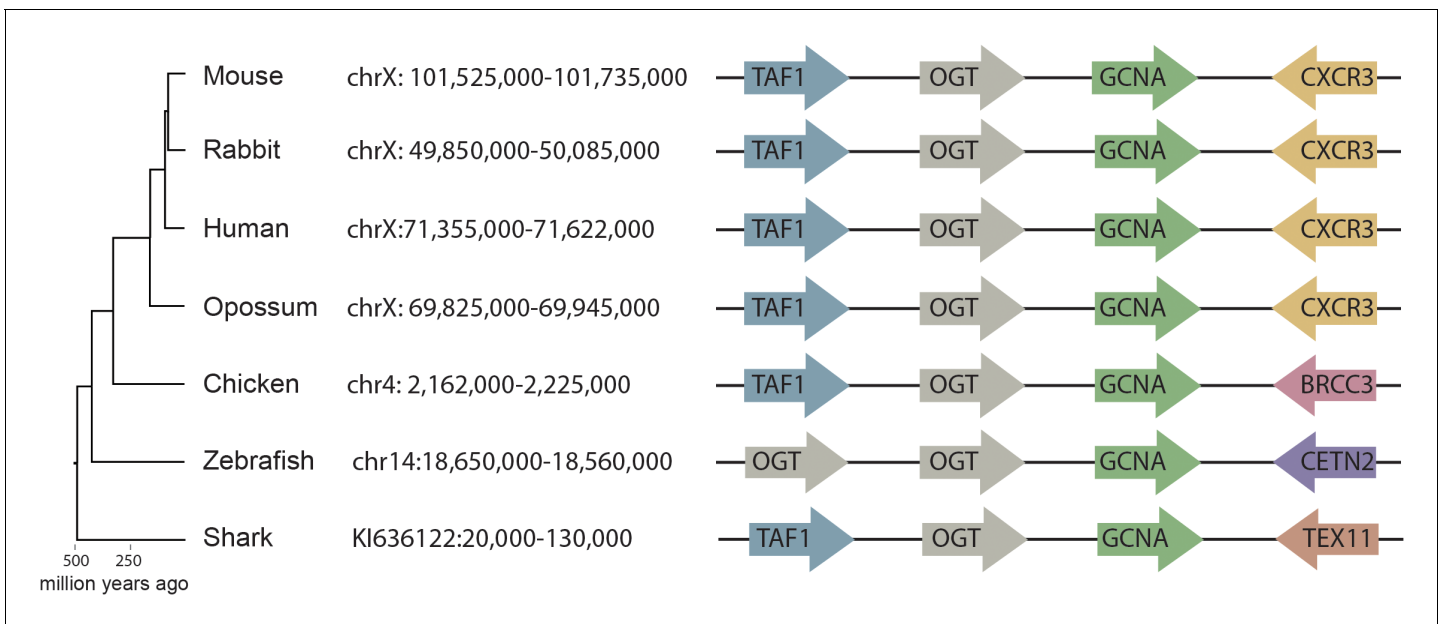 Mouse chrX: 101,525,000-101,735,000 TAF1 OGT GCNA CXCR3
Rabbit chrX: 49,850,000-50,085,000 TAF1 OGT GCNA CXCR3
Human chrX:71,355,000-71,622,000 TAF1 OGT GCNA CXCR3
Opossum chrX: 69,825,000-69,945,000 TAF1 OGT GCNA CXCR3
Chicken chr4: 2,162,000-2,225,000 TAF1 OGT GCNA BRCC3
Zebrafish chr14:18,650,000-18,560,000 OGT OGT GCNA CETN2
Shark KI636122:20,000-130,000 TAF1 OGT GCNA TEX11
500 250
million years ago